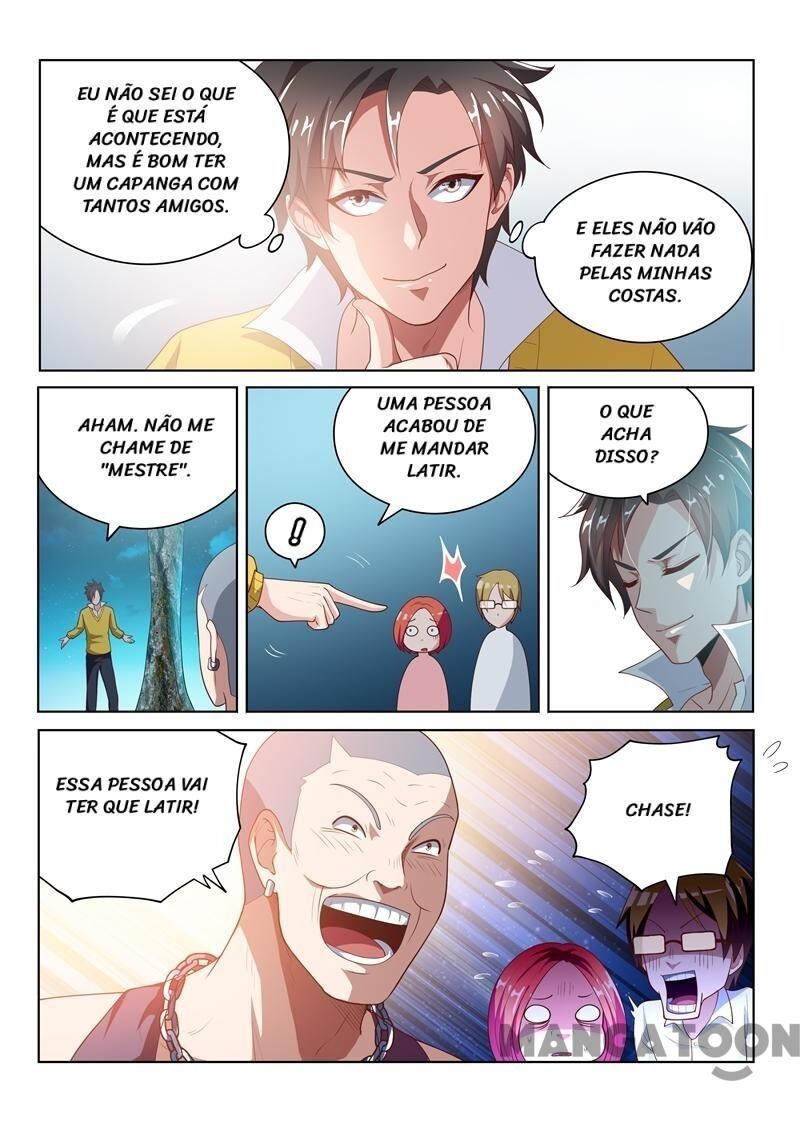 EU NÃO SEI O QUE
É QUE ESTÁ
ACONTECENDO,
MAS É BOM TER
UM CAPANGA COM
TANTOS AMIGOS.
E ELES NÃO VÃO
FAZER NADA
PELAS MINHAS
COSTAS.
AHAM. NÃO ME
CHAME DE
"MESTRE".
UMA PESSOA
ACABOU DE
ME MANDAR
LATIR.
!
O QUE
ACHA
DISSO?
ESSA PESSOA VAI
TER QUE LATIR!
CHASE!
MANGATOON